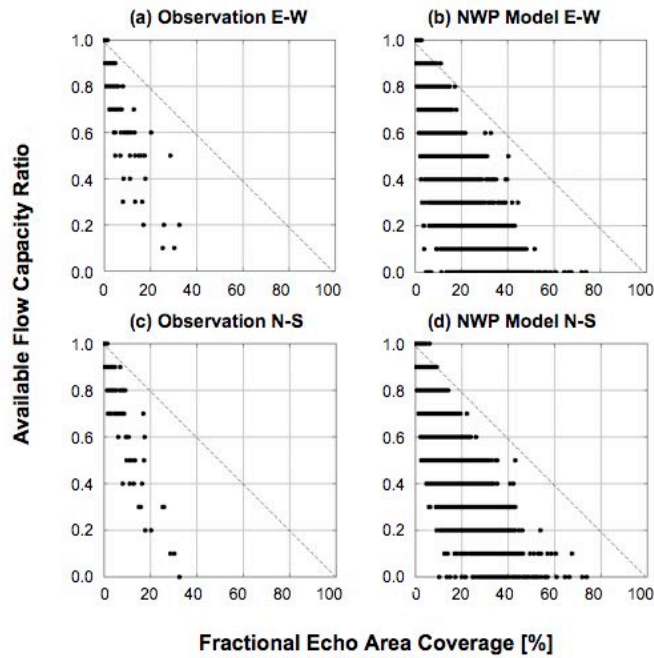 (a) Observation E-W
(b) NWP Model E-W
1.0
0.8
0.6
0.4
0.2
0.0
0 20 40 60 80 100
1.0
0.8
0.6
0.4
0.2
0.0
0 20 40 60 80 100
(c) Observation N-S
(d) NWP Model N-S
1.0
0.8
0.6
0.4
0.2
0.0
0 20 40 60 80 100
1.0
0.8
0.6
0.4
0.2
0.0
0 20 40 60 80 100
Available Flow Capacity Ratio
Fractional Echo Area Coverage [%]